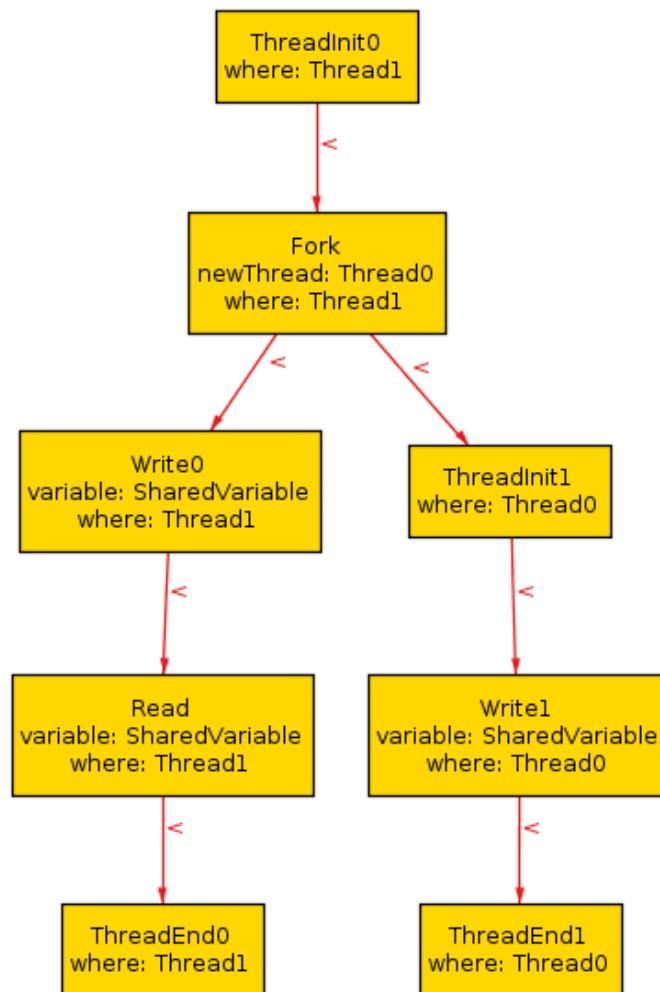 ThreadInit0
where: Thread1
<
Fork
newThread: Thread0
where: Thread1
<
<
Write0
variable: SharedVariable
where: Thread1
ThreadInit1
where: Thread0
<
<
Read
variable: SharedVariable
where: Thread1
Write1
variable: SharedVariable
where: Thread0
<
<
ThreadEnd0
where: Thread1
ThreadEnd1
where: Thread0